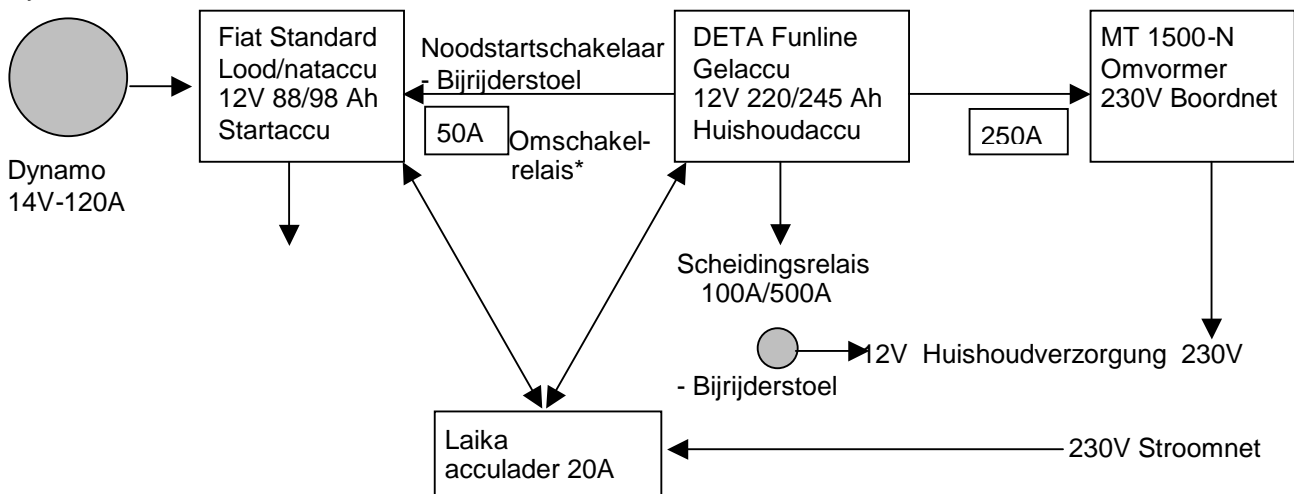 Fiat Standard
Lood/nataccu
12V 88/98 Ah
Startaccu
Noodstartschakelaar
- Bijrijderstoel
50A
Omschakel-
relais*
DETA Funline
Gelaccu
12V 220/245 Ah
Huishoudaccu
250A
MT 1500-N
Omvormer
230V Boordnet
Dynamo
14V-120A
Scheidingsrelais
100A/500A
12V Huishoudverzorgung 230V
- Bijrijderstoel
Laika
acculader 20A
230V Stroomnet